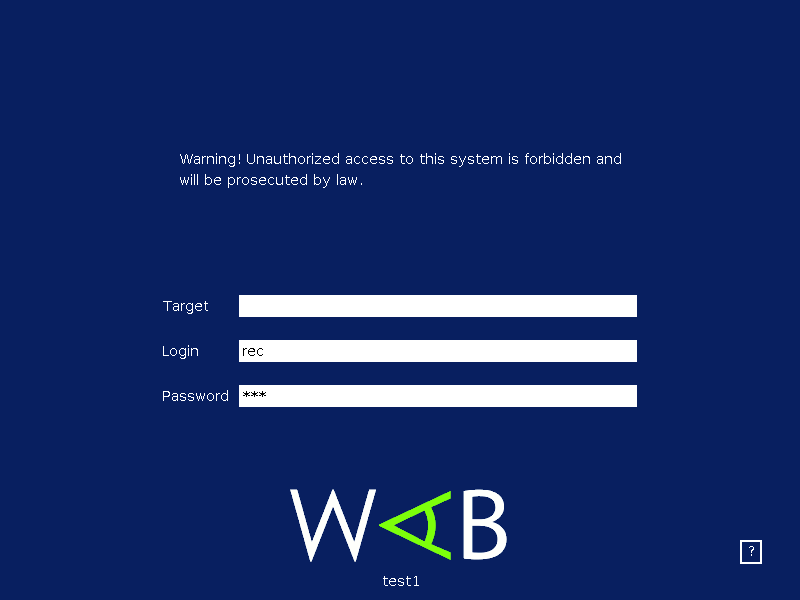 Warning! Unauthorized access to this system is forbidden and
will be prosecuted by law.
Target
Login rec
Password ***
WAB
test1
?